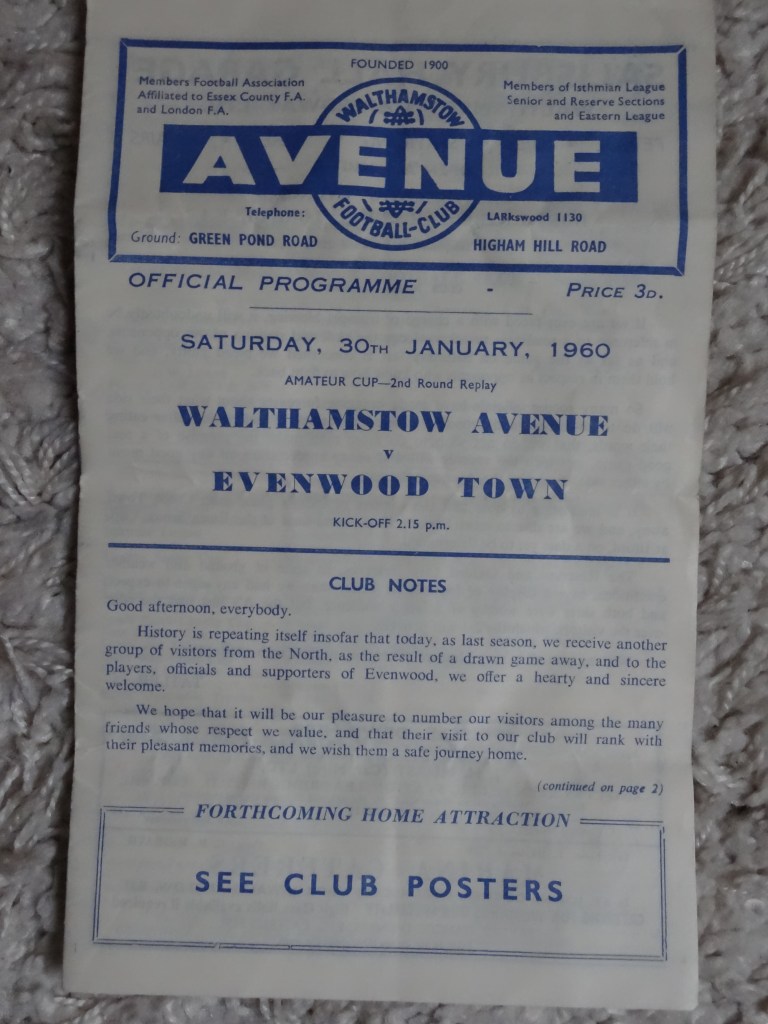 FOUNDED 1900
Members Football Association
Affiliated to Essex County F.A.
and London F.A.
Members of Isthmian League
Senior and Reserve Sections
and Eastern League
WALTHAMSTOW
AVENUE
FOOTBALL-CLUB
Telephone: LARkswood 1130
Ground: GREEN POND ROAD HIGHAM HILL ROAD
OFFICIAL PROGRAMME - PRICE 3D.
SATURDAY, 30TH JANUARY, 1960
AMATEUR CUP—2nd Round Replay
WALTHAMSTOW AVENUE
v
EVENWOOD TOWN
KICK-OFF 2.15 p.m.
CLUB NOTES
Good afternoon, everybody.
History is repeating itself insofar that today, as last season, we receive another
group of visitors from the North, as the result of a drawn game away, and to the
players, officials and supporters of Evenwood, we offer a hearty and sincere
welcome.
We hope that it will be our pleasure to number our visitors among the many
friends whose respect we value, and that their visit to our club will rank with
their pleasant memories, and we wish them a safe journey home.
(continued on page 2)
FORTHCOMING HOME ATTRACTION
SEE CLUB POSTERS